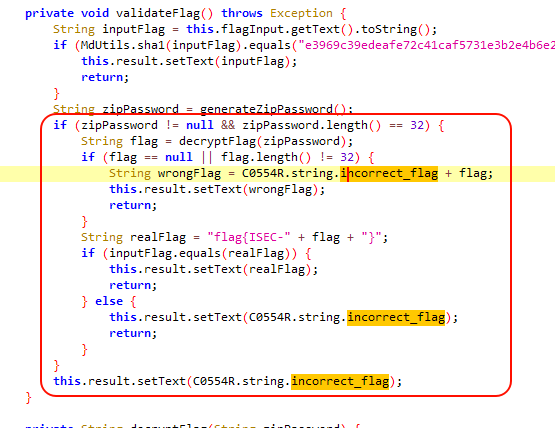 private void validateFlag() throws Exception {
String inputFlag = this.flagInput.getText().toString();
if (MdUtils.sha1(inputFlag).equals("e3969c39edeafe72c41caf5731e3b2e4b6e2
this.result.setText(inputFlag);
return;
}
String zipPassword = generateZipPassword();
if (zipPassword != null && zipPassword.length() == 32) {
String flag = decryptFlag(zipPassword);
if (flag == null || flag.length() != 32) {
String wrongFlag = C0554R.string.incorrect_flag + flag;
this.result.setText(wrongFlag);
return;
}
String realFlag = "flag{ISEC-" + flag + "}";
if (inputFlag.equals(realFlag)) {
this.result.setText(realFlag);
return;
} else {
this.result.setText(C0554R.string.incorrect_flag);
return;
}
}
this.result.setText(C0554R.string.incorrect_flag);
}
private String decryptFlag(String zipPassword) {